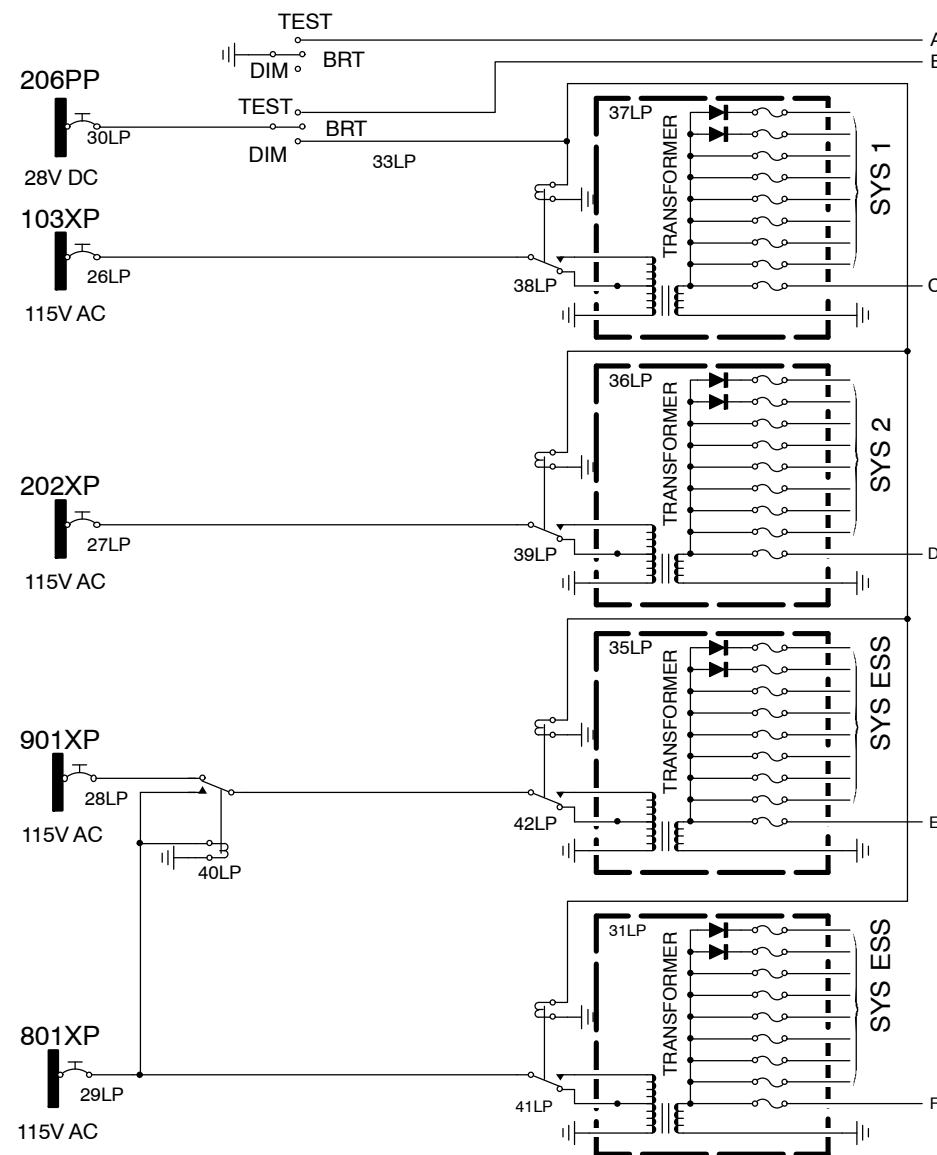 TEST
A
BRT
DIM
206PP
TEST
37LP
30LP
BRT
DIM
33LP
28V DC
TRANSFORMER
SYS 1
103XP
26LP
38LP
C
115V AC
36LP
TRANSFORMER
SYS 2
202XP
27LP
39LP
D
115V AC
35LP
TRANSFORMER
SYS ESS
901XP
28LP
42LP
115V AC
40LP
31LP
TRANSFORMER
SYS ESS
801XP
29LP
41LP
115V AC